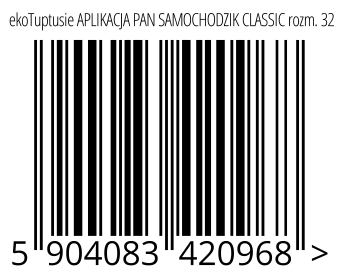 ekoTuptusie APLIKACJA PAN SAMOCHODZIK CLASSIC rozm. 32
5 904083 420968 >